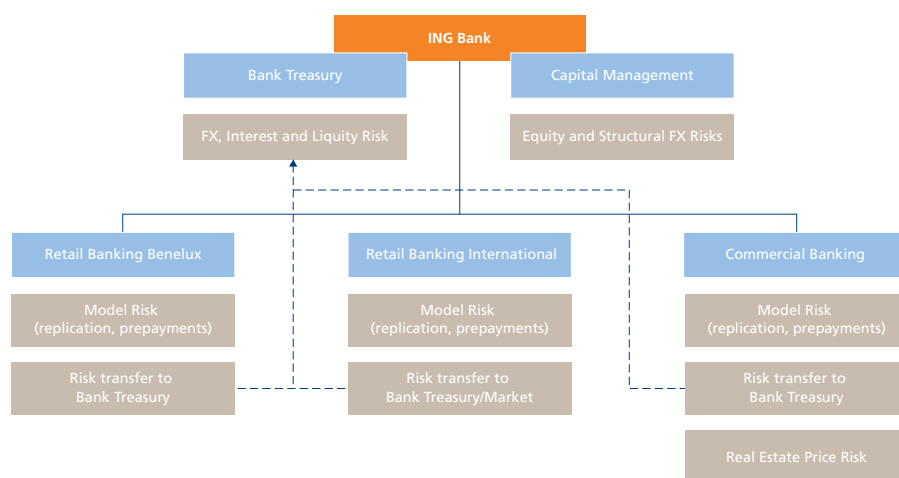 ING Bank
Bank Treasury
Capital Management
FX, Interest and Liquity Risk
Equity and Structural FX Risks
Retail Banking Benelux
Retail Banking International
Commercial Banking
Model Risk
(replication, prepayments)
Model Risk
(replication, prepayments)
Model Risk
(replication, prepayments)
Risk transfer to
Bank Treasury
Risk transfer to
Bank Treasury/Market
Risk transfer to
Bank Treasury
Real Estate Price Risk